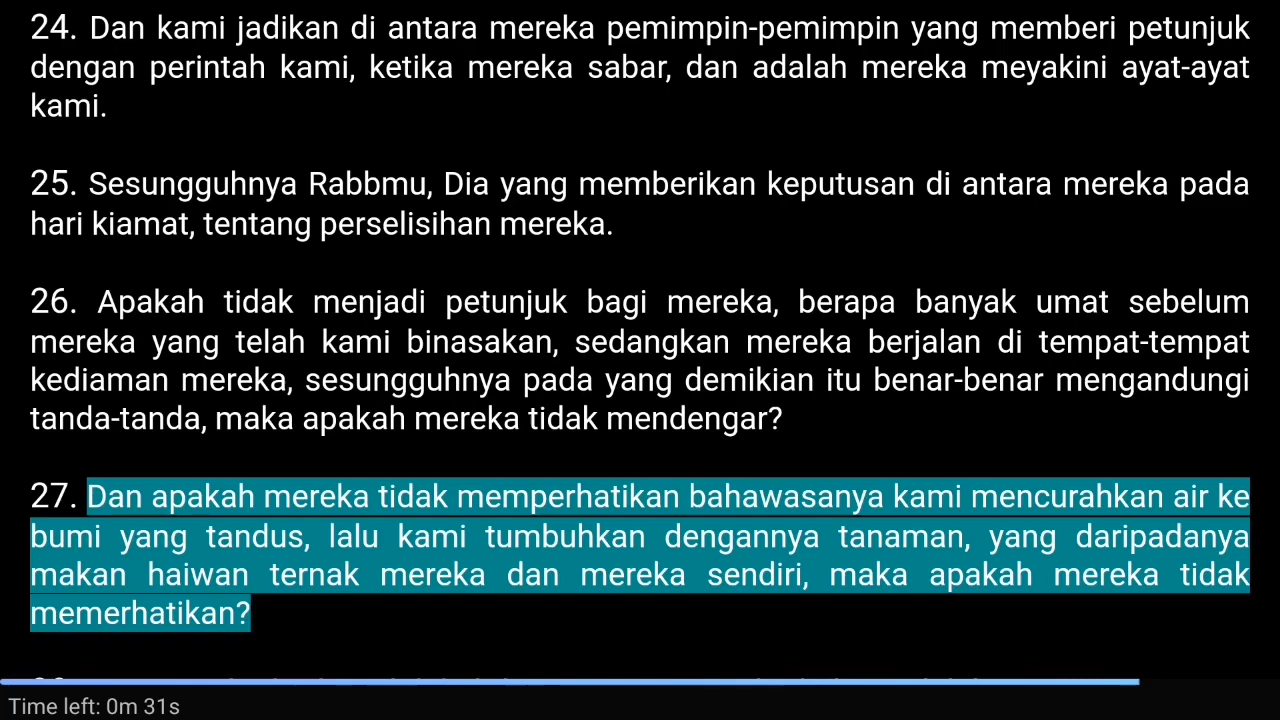 24. Dan kami jadikan di antara mereka pemimpin-pemimpin yang memberi petunjuk
dengan perintah kami, ketika mereka sabar, dan adalah mereka meyakini ayat-ayat
kami.
25. Sesungguhnya Rabbmu, Dia yang memberikan keputusan di antara mereka pada
hari kiamat, tentang perselisihan mereka.
26. Apakah tidak menjadi petunjuk bagi mereka, berapa banyak umat sebelum
mereka yang telah kami binasakan, sedangkan mereka berjalan di tempat-tempat
kediaman mereka, sesungguhnya pada yang demikian itu benar-benar mengandungi
tanda-tanda, maka apakah mereka tidak mendengar?
27. Dan apakah mereka tidak memperhatikan bahawasanya kami mencurahkan air ke
bumi yang tandus, lalu kami tumbuhkan dengannya tanaman, yang daripadanya
makan haiwan ternak mereka dan mereka sendiri, maka apakah mereka tidak
memerhatikan?
Time left: 0m 31s